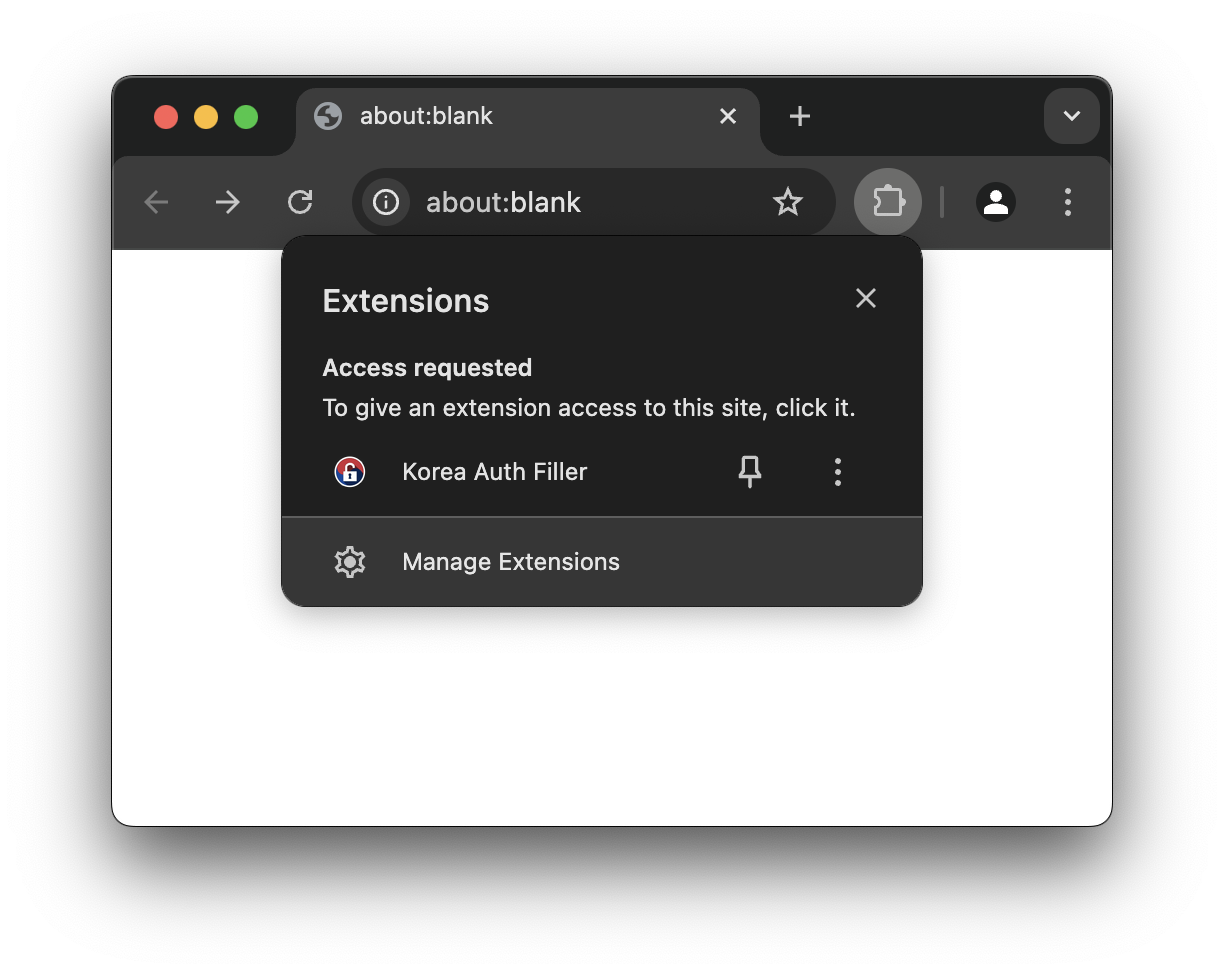 about:blank
about:blank
Extensions
Access requested
To give an extension access to this site, click it.
Korea Auth Filler
Manage Extensions